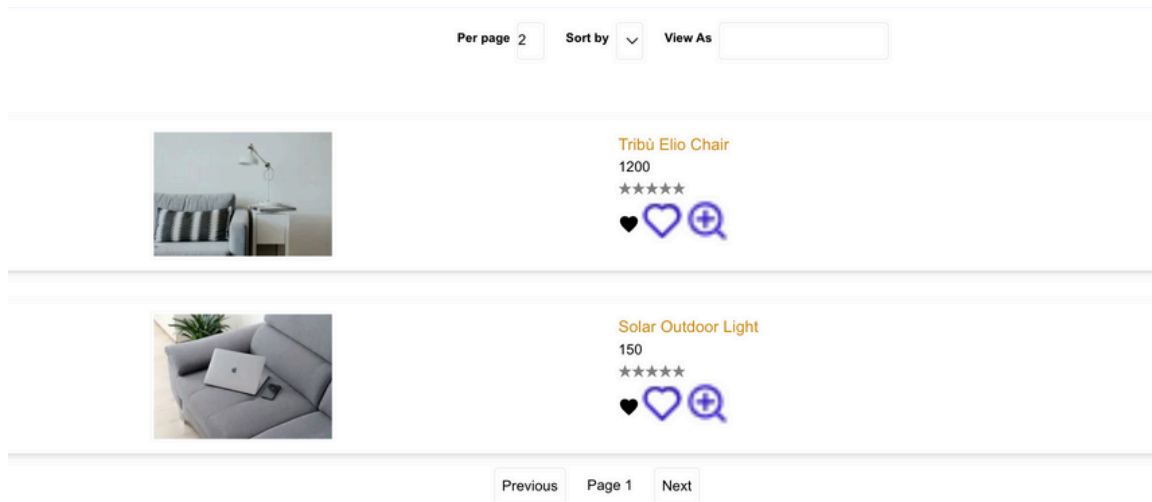 Per page 2 Sort by View As
Tribù Elio Chair
1200
Solar Outdoor Light
150
Previous Page 1 Next